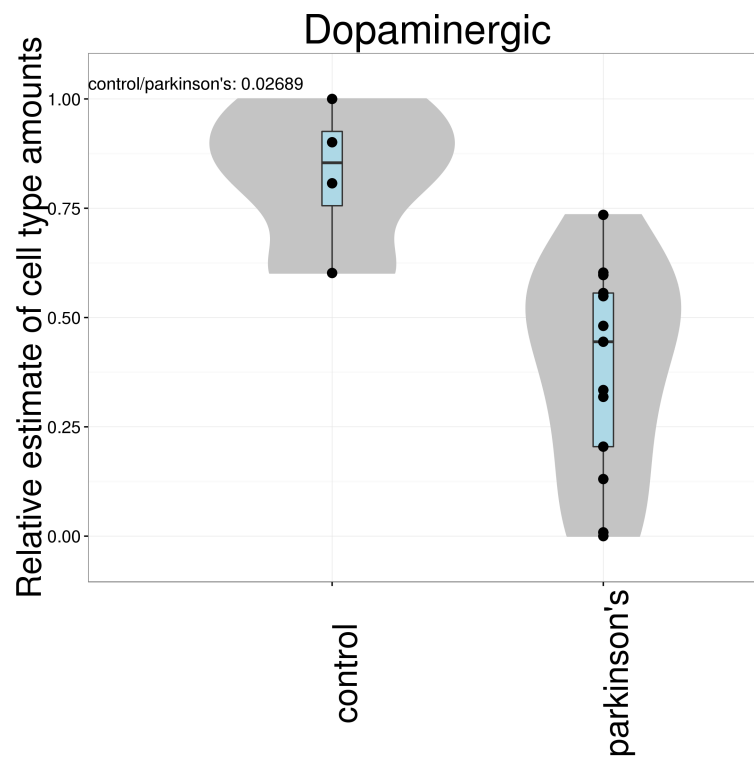 Dopaminergic
Relative estimate of cell type amounts
control/parkinson's: 0.02689
1.00
0.75
0.50
0.25
0.00
control
parkinson's